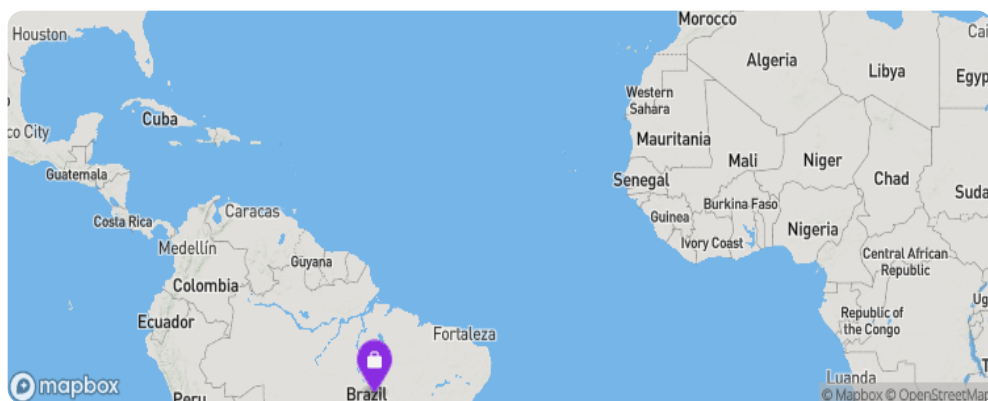 Houston
co City
Cuba
Guatemala
Costa Rica
Caracas
Medellín
Guyana
Colombia
Ecuador
Fortaleza
Brazil
Peru
Morocco
Algeria
Libya
Cai
Egyp
Western
Sahara
Mauritania
Mali
Niger
Chad
Suda
Senegal
Burkina Faso
Guinea
Ivory Coast
Nigeria
Central African
Republic
Republic of
the Congo
Ug
T
Luanda
mapbox
© Mapbox © OpenStreetMap